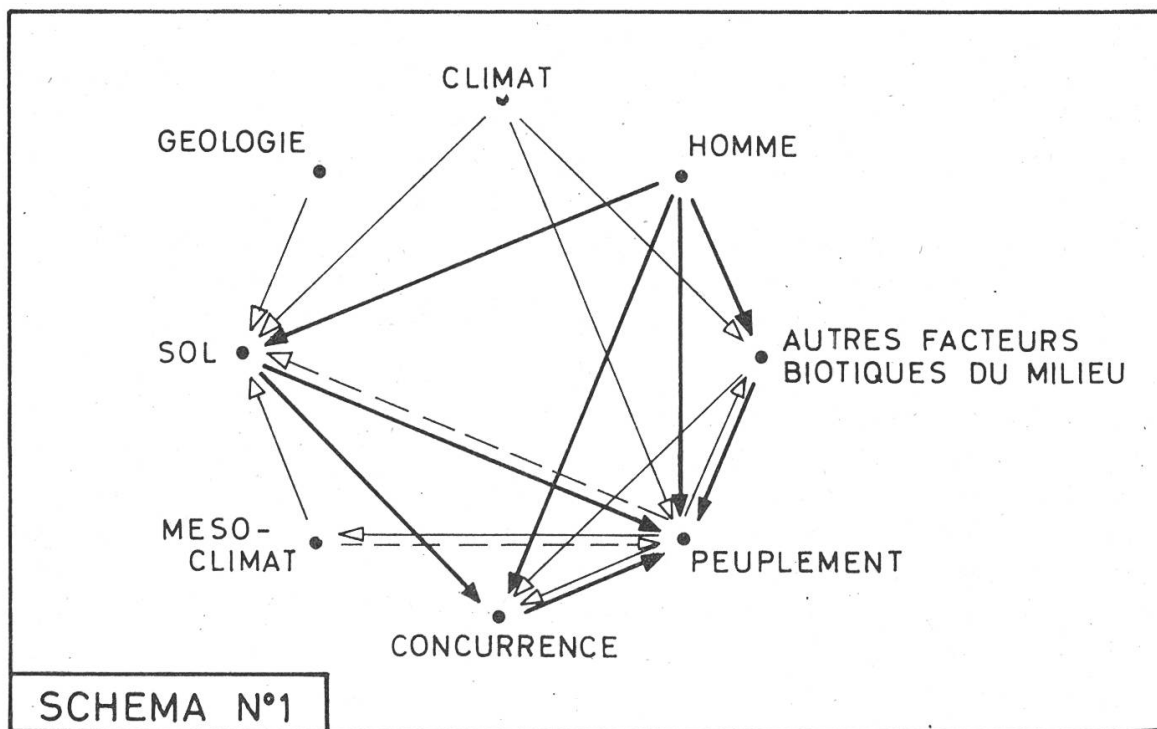 CLIMAT
GEOLOGIE
HOMME
SOL
AUTRES FACTEURS
BIOTIQUES DU MILIEU
MESO-
CLIMAT
PEUPLEMENT
CONCURRENCE
SCHEMA N°1